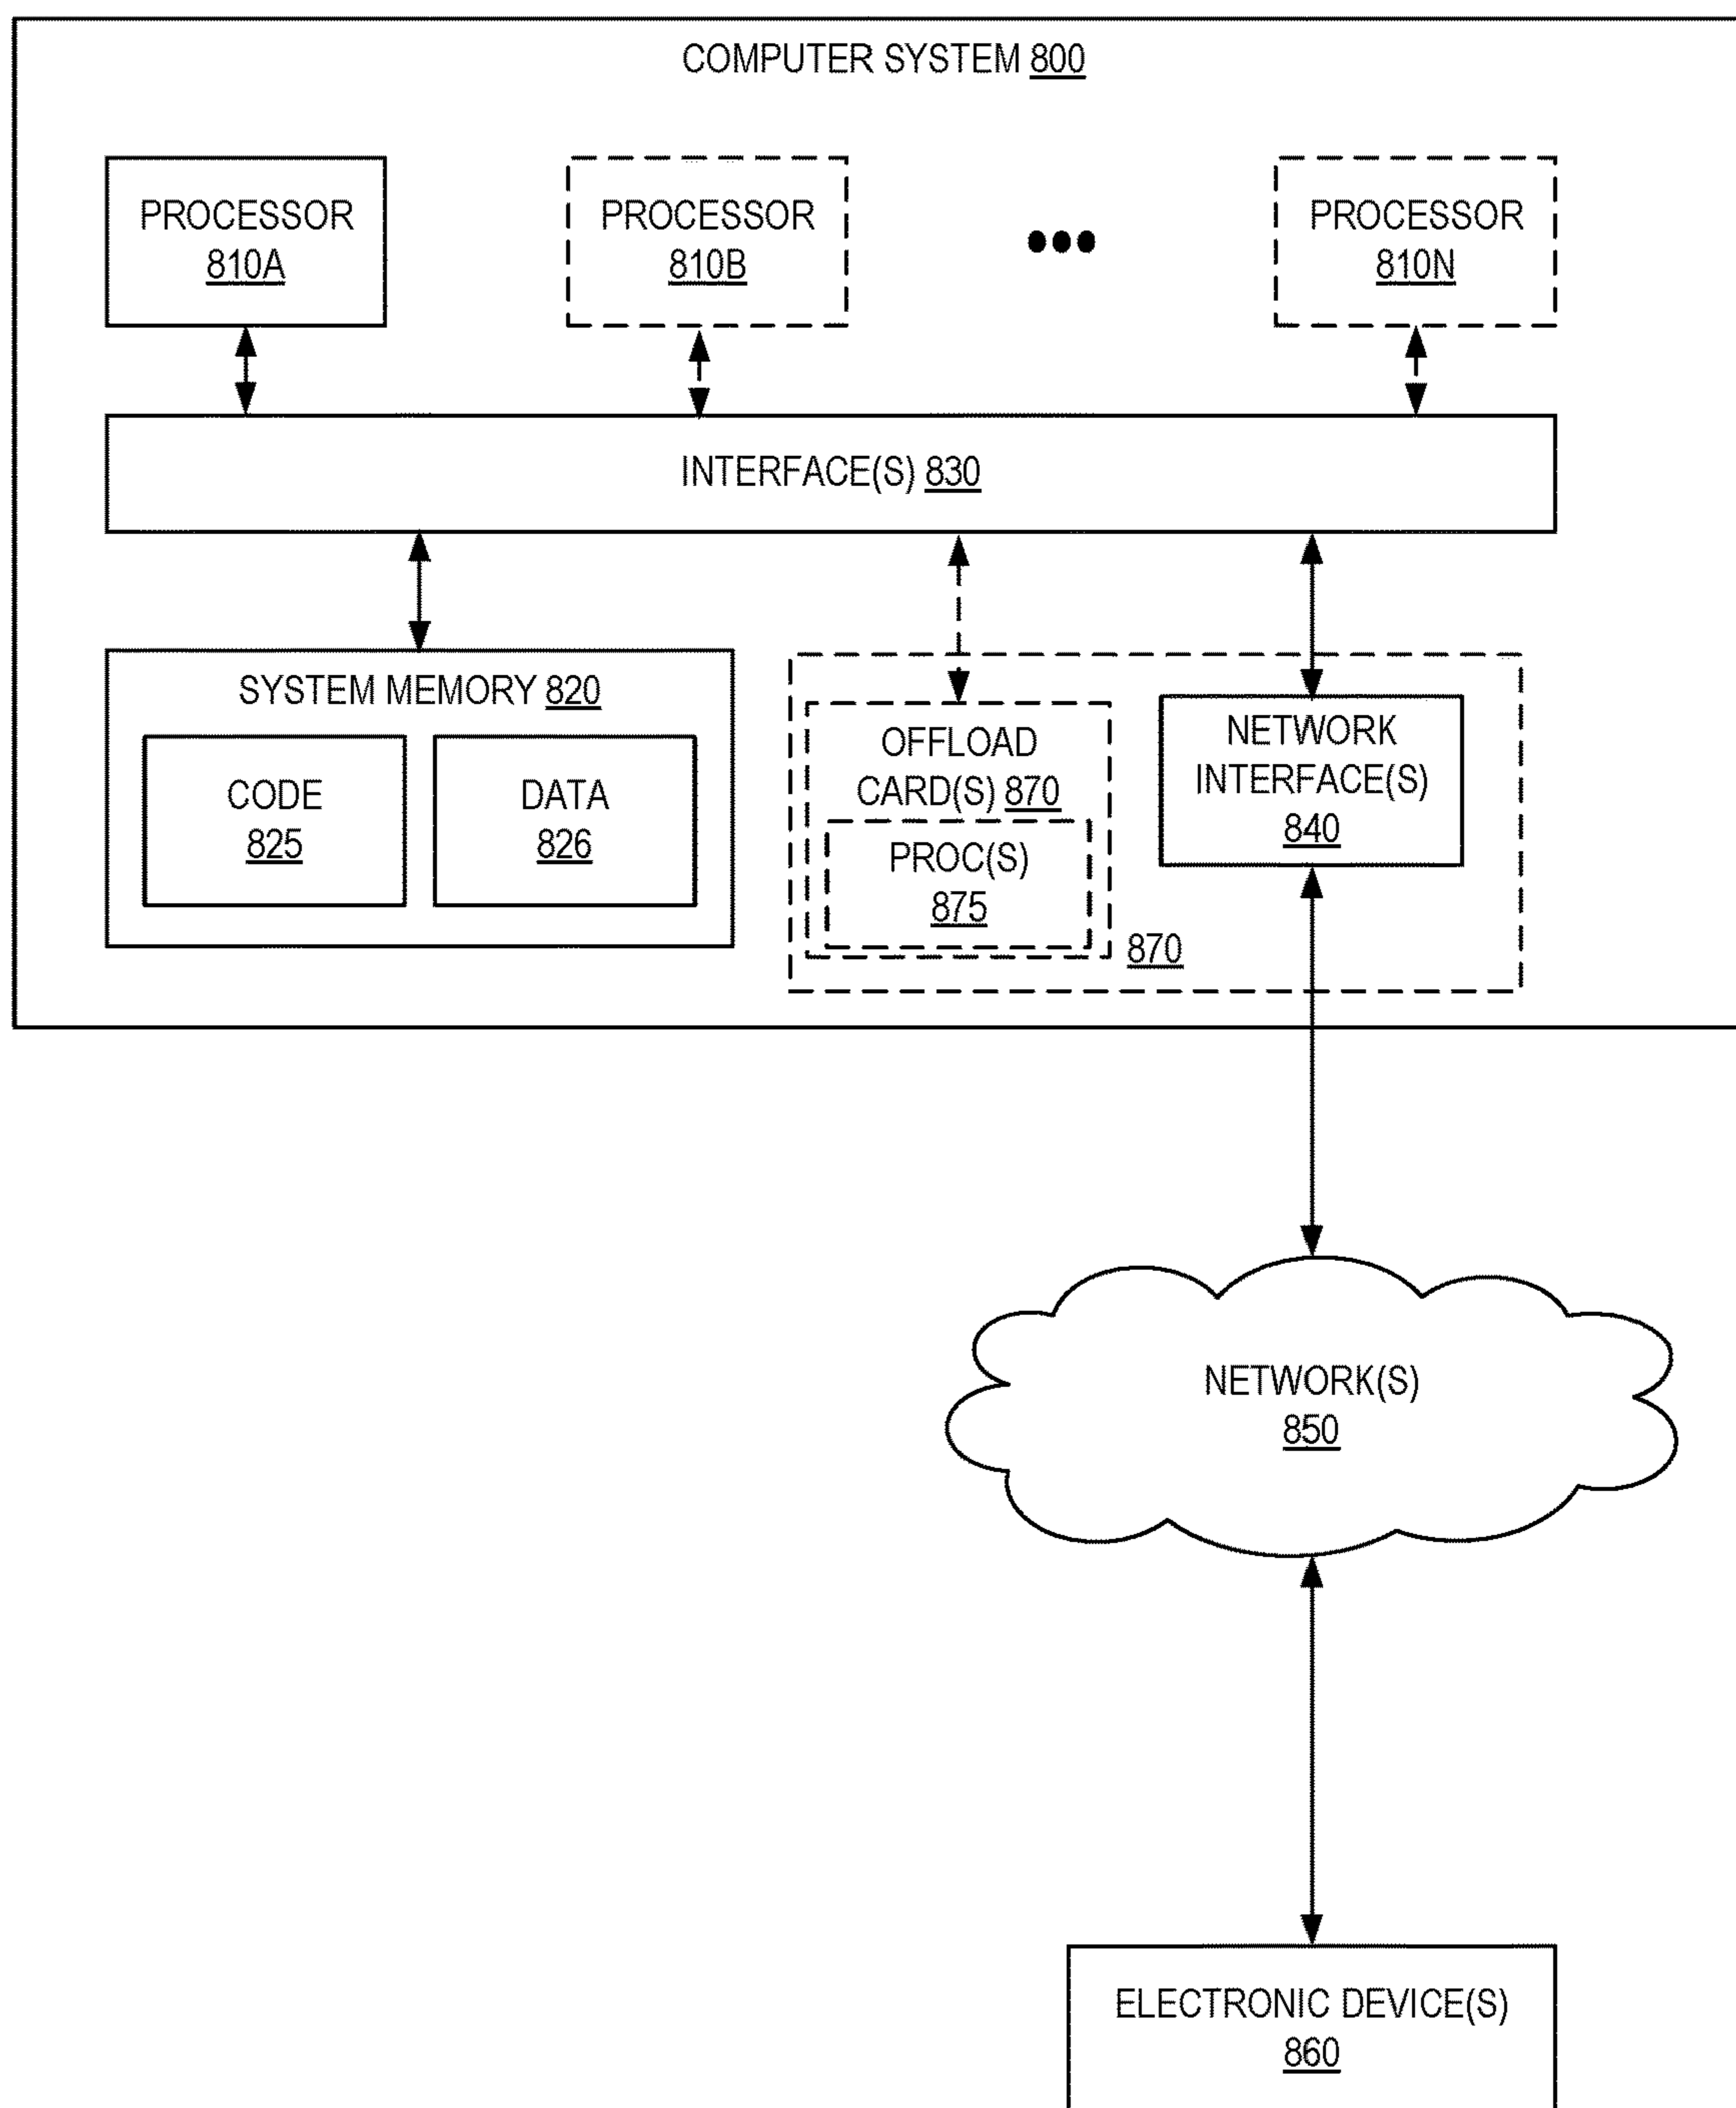 COMPUTER SYSTEM 800
PROCESSOR
810A
PROCESSOR
810B
PROCESSOR
810N
INTERFACE(S) 830
SYSTEM MEMORY 820
CODE
825
DATA
826
OFFLOAD
CARD(S) 870
PROC(S)
875
870
NETWORK
INTERFACE(S)
840
NETWORK(S)
850
ELECTRONIC DEVICE(S)
860